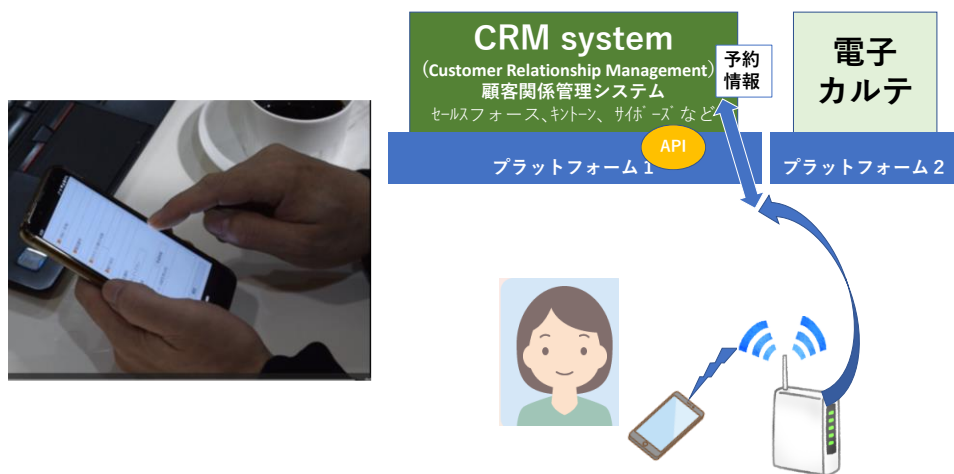 CRM system
（Customer Relationship Management）
顧客関係管理システム
ｾｰﾙｽフォース､ｷﾝﾄｰﾝ、ｻｲﾎﾞｰｽﾞなど
予約
情報
電子
カルテ
API
プラットフォーム１
プラットフォーム２